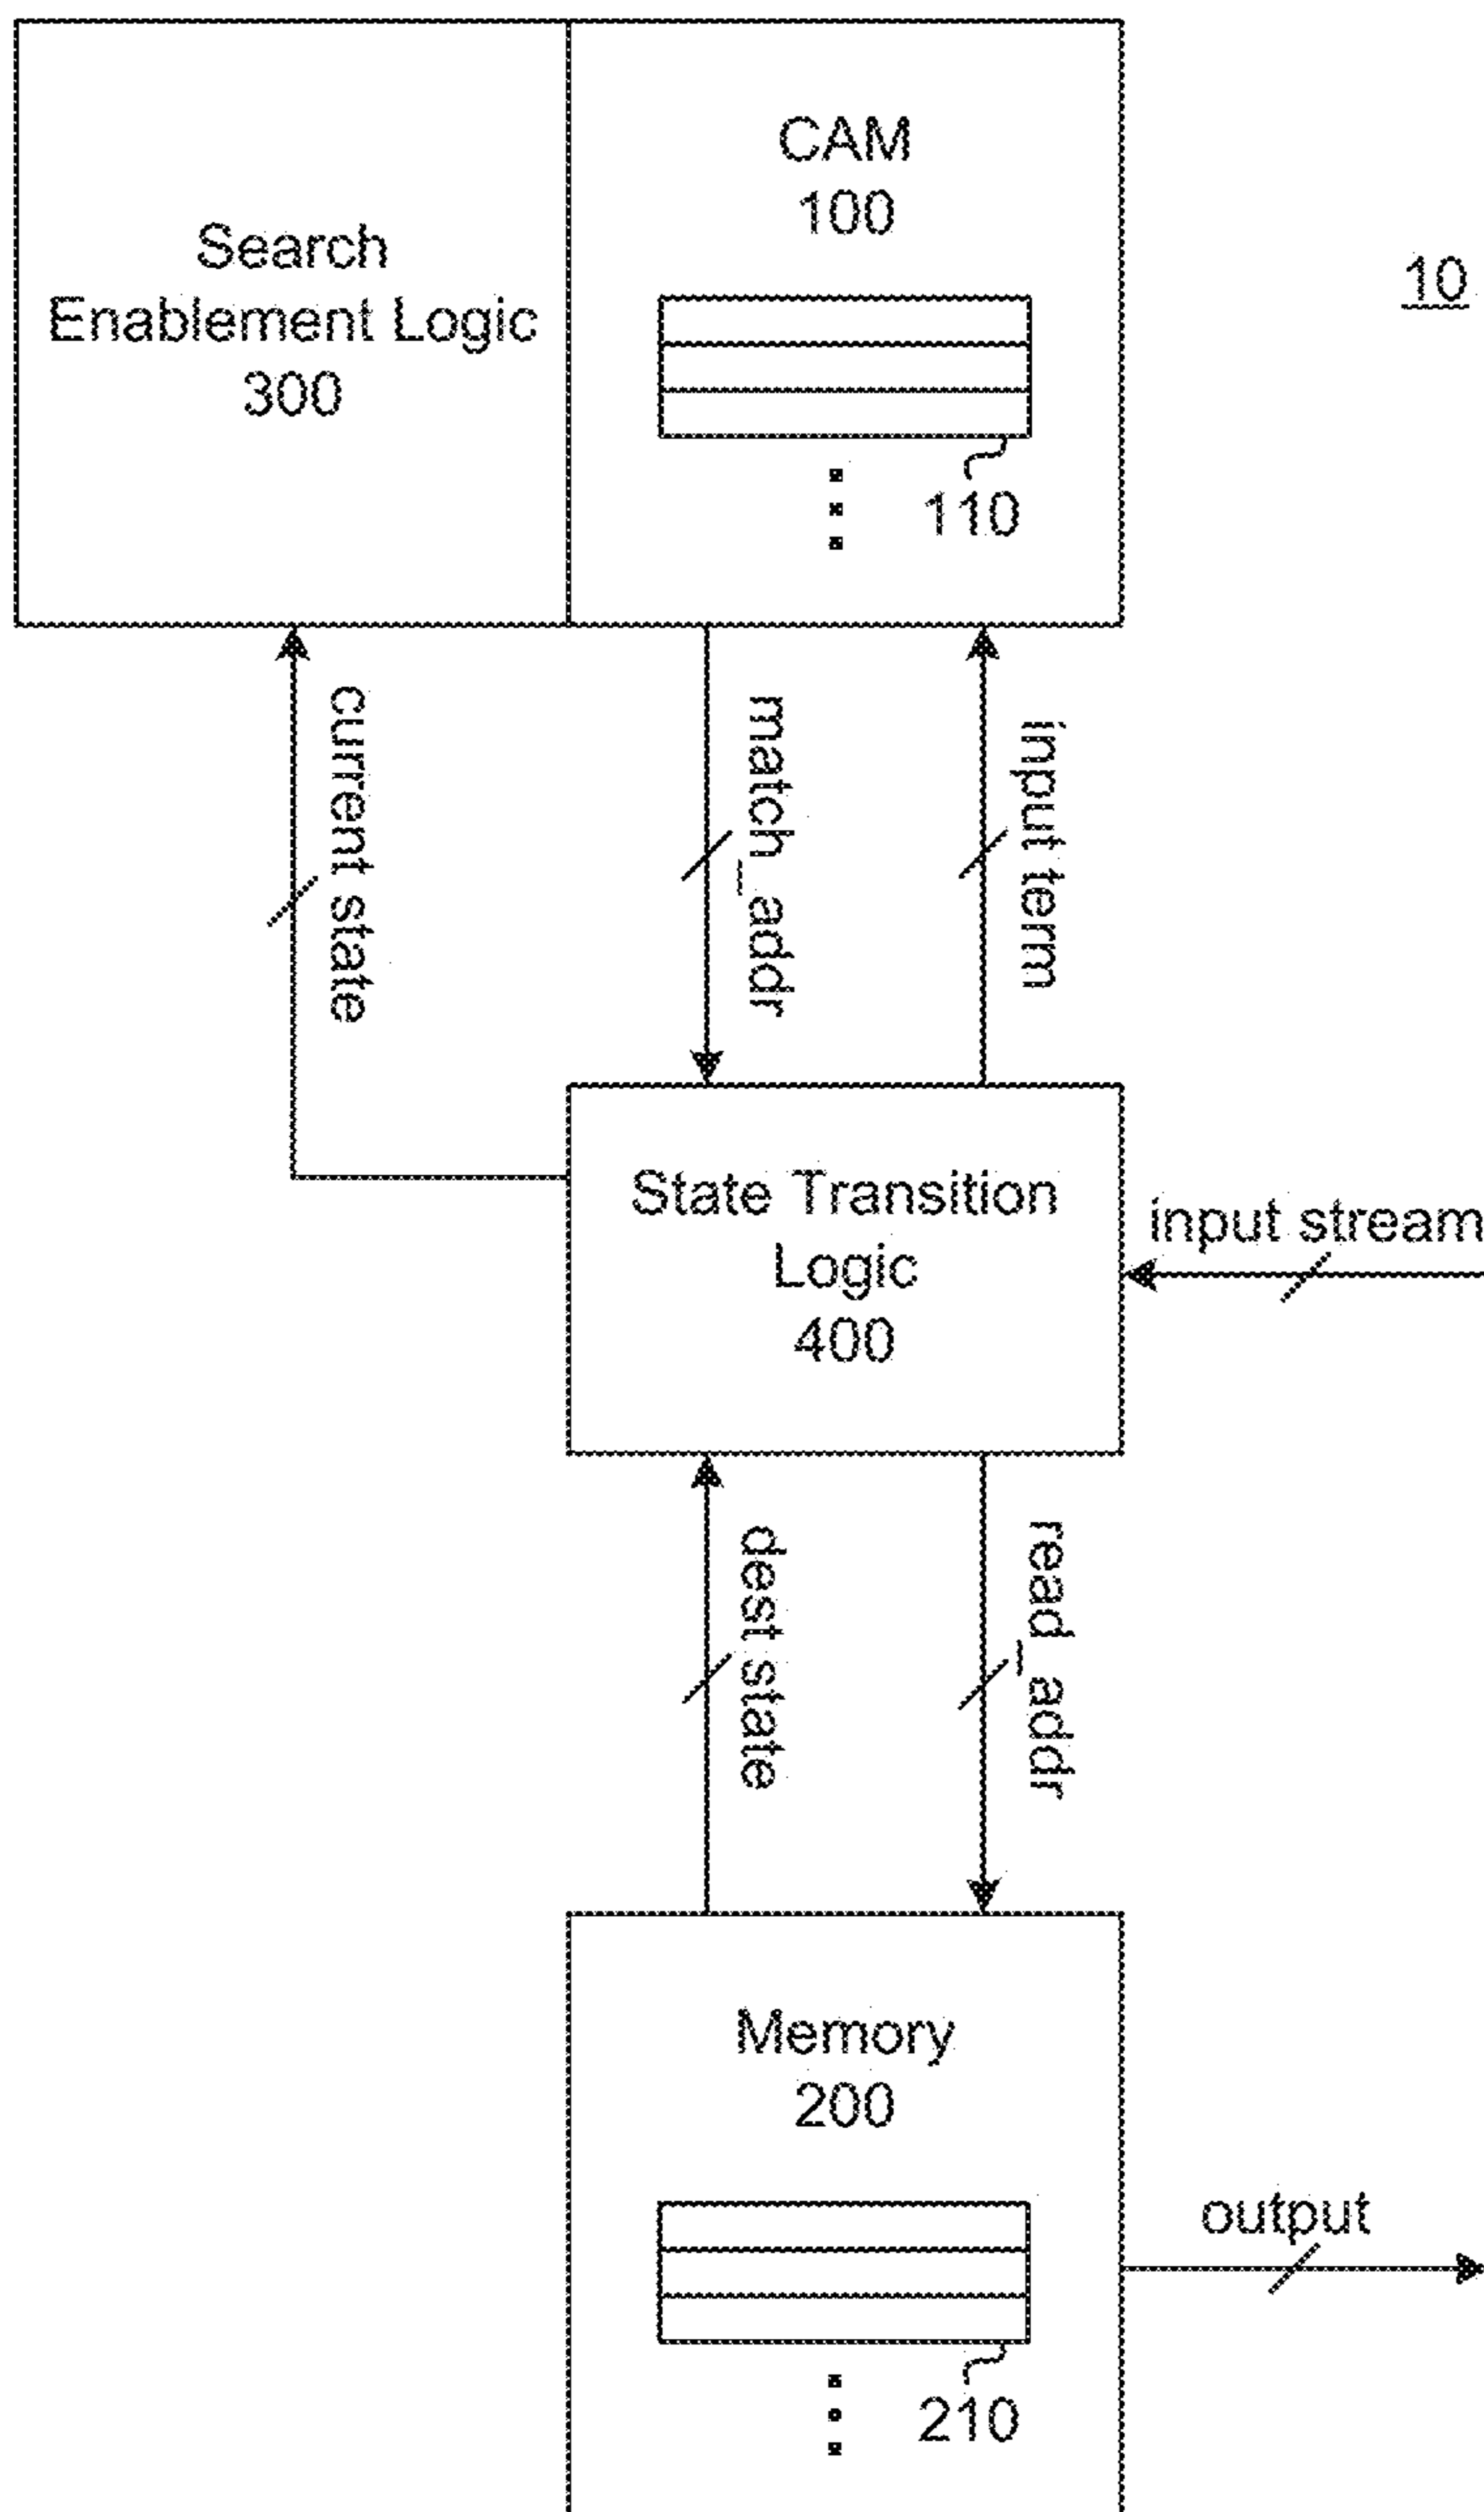 CAM
100
10
Search
Enablement Logic
300
110
current state
match_addr
input term
State Transition
Logic
400
input stream
dest state
read_addr
Memory
200
output
210